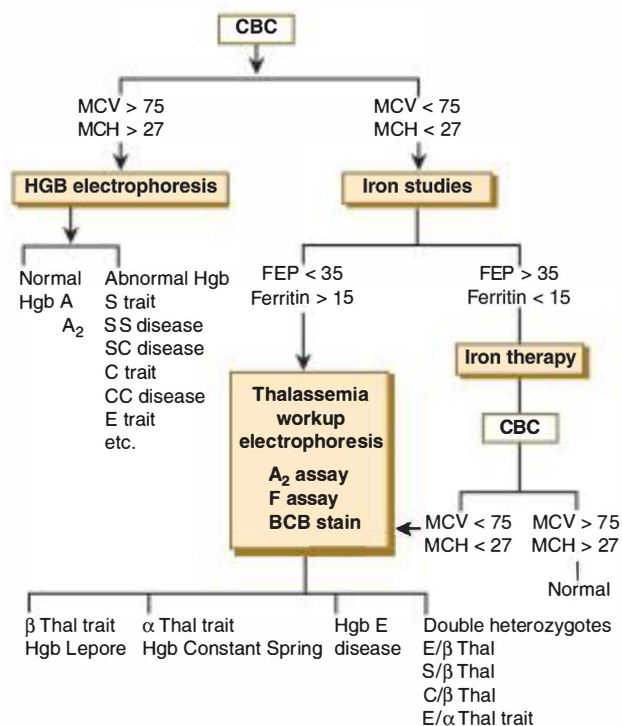 CBC
MCV > 75
MCH > 27
MCV < 75
MCH < 27
HGB electrophoresis
Iron studies
Normal
Hgb A
A₂
Abnormal Hgb
S trait
SS disease
SC disease
C trait
CC disease
E trait
etc.
FEP < 35
Ferritin > 15
FEP > 35
Ferritin < 15
Iron therapy
CBC
Thalassemia
workup
electrophoresis
A₂ assay
F assay
BCB stain
MCV < 75
MCH < 27
MCV > 75
MCH > 27
Normal
β Thal trait
Hgb Lepore
α Thal trait
Hgb Constant Spring
Hgb E
disease
Double heterozygotes
E/β Thal
S/β Thal
C/β Thal
E/α Thal trait